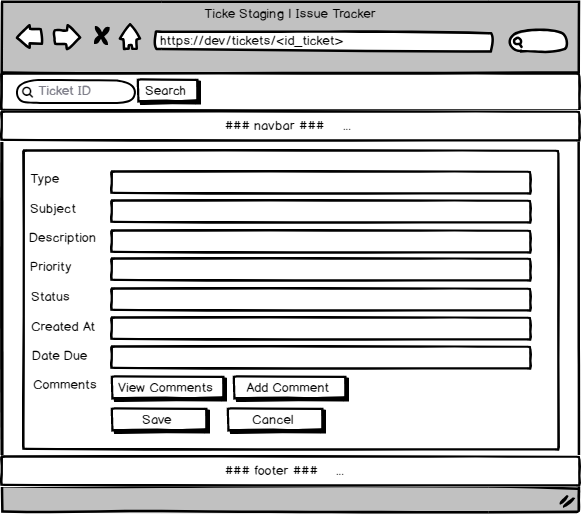 Ticke Staging | Issue Tracker
https://dev/tickets/<id_ticket>
Ticket ID Search
### navbar ### ...
Type
Subject
Description
Priority
Status
Created At
Date Due
Comments View Comments Add Comment
Save Cancel
### footer ### ...